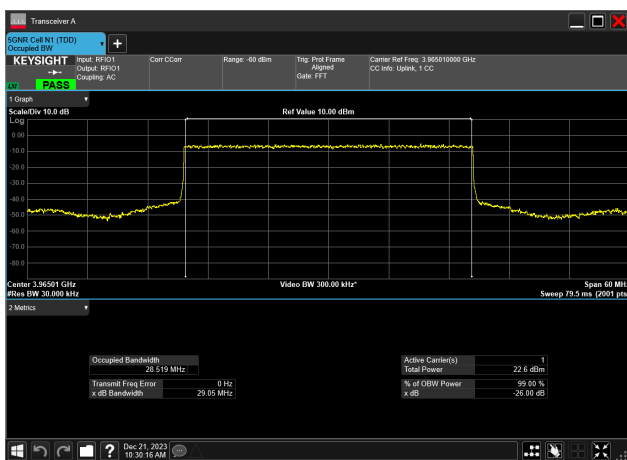 Transceiver A
5GNR Cell N1 (TDD)
Occupied BW
KEYSIGHT
PASS
Input: RFIO1
Output: RFIO1
Coupling: AC
Corr CCorr
Range: -60 dBm
Trig: Prot Frame
Aligned
Gate: FFT
Carrier Ref Freq: 3.965010000 GHz
CC Info: Uplink, 1 CC
1 Graph
Scale/Div 10.0 dB
Ref Value 10.00 dBm
Log
0.00
-10.0
-20.0
-30.0
-40.0
-50.0
-60.0
-70.0
-80.0
Center 3.96501 GHz
Video BW 300.00 kHz*
Span 60 MHz
#Res BW 30.000 kHz
Sweep 79.5 ms (2001 pts
2 Metrics
Occupied Bandwidth
28.519 MHz
Active Carrier(s) 1
Total Power 22.6 dBm
Transmit Freq Error 0 Hz
x dB Bandwidth 29.05 MHz
% of OBW Power 99.00 %
x dB -26.00 dB
?
Dec 21, 2023
10:30:16 AM